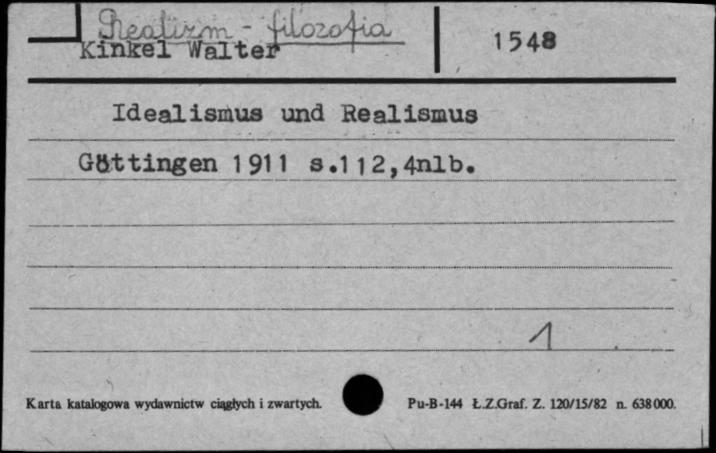 Realizm - filozofia
Kinkel Walter
1548
Idealismus und Realismus
Göttingen 1911 s.112,4nlb.
1
Karta katalogowa wydawnictw ciągłych i zwartych.
Pu-B-144 Ł.Z.Graf. Z. 120/15/82 n. 638000.